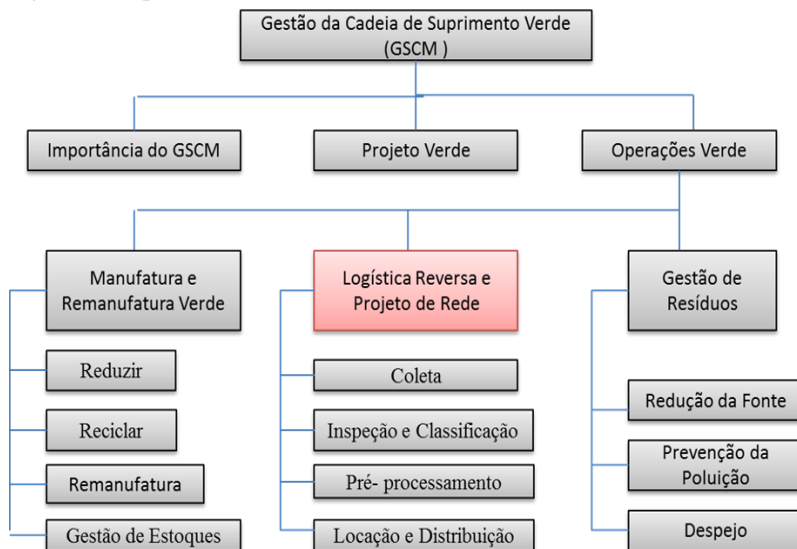 Gestão da Cadeia de Suprimento Verde
(GSCM )
Importância do GSCM
Projeto Verde
Operações Verde
Manufatura e
Remanufatura Verde
Logística Reversa e
Projeto de Rede
Gestão de
Resíduos
Reduzir
Reciclar
Remanufatura
Gestão de Estoques
Coleta
Inspeção e Classificação
Pré- processamento
Locação e Distribuição
Redução da Fonte
Prevenção da
Poluição
Despejo